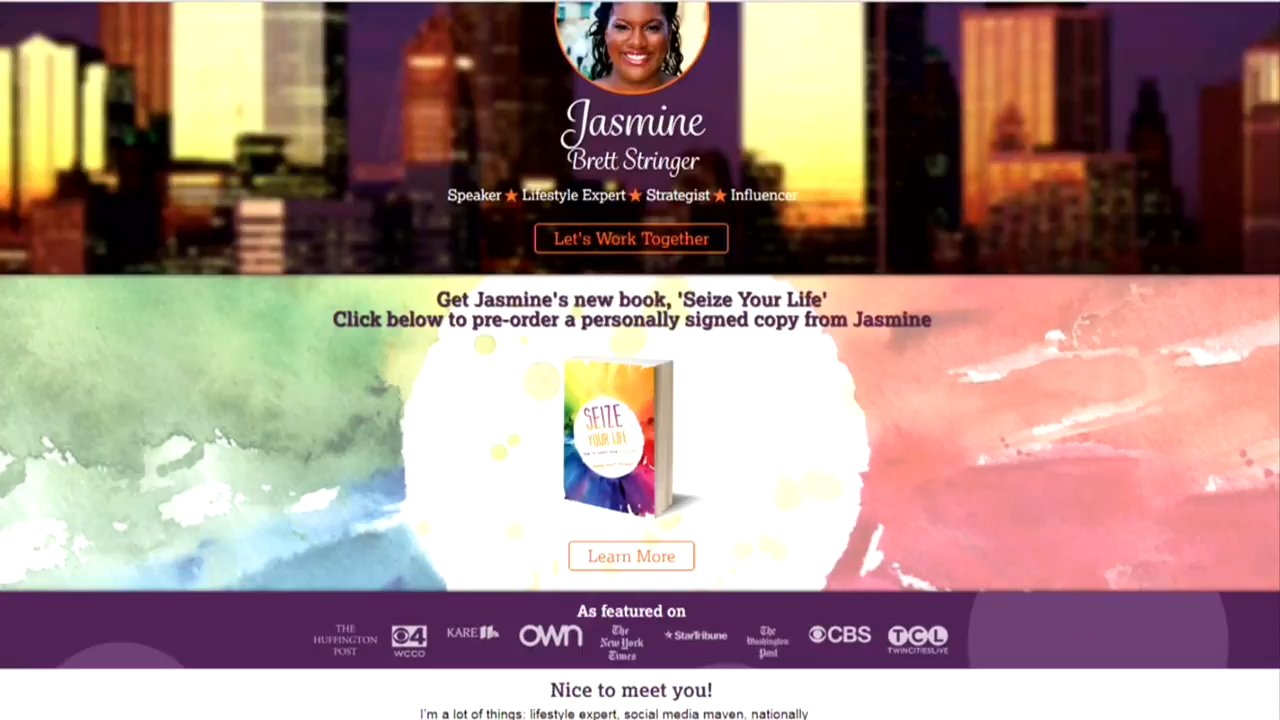 Jasmine
Brett Stringer
Speaker ★ Lifestyle Expert ★ Strategist ★ Influencer
Let's Work Together
Get Jasmine's new book, 'Seize Your Life'
Click below to pre-order a personally signed copy from Jasmine
SEIZE
YOUR LIFE
Learn More
As featured on
THE
HUFFINGTON
POST
4
WCCO
KARE 11
OWN
The
New York
Times
★ StarTribune
The
Washington
Post
CBS
TCL
TWINCITIESLIVE
Nice to meet you!
I'm a lot of things: lifestyle expert, social media maven, nationally